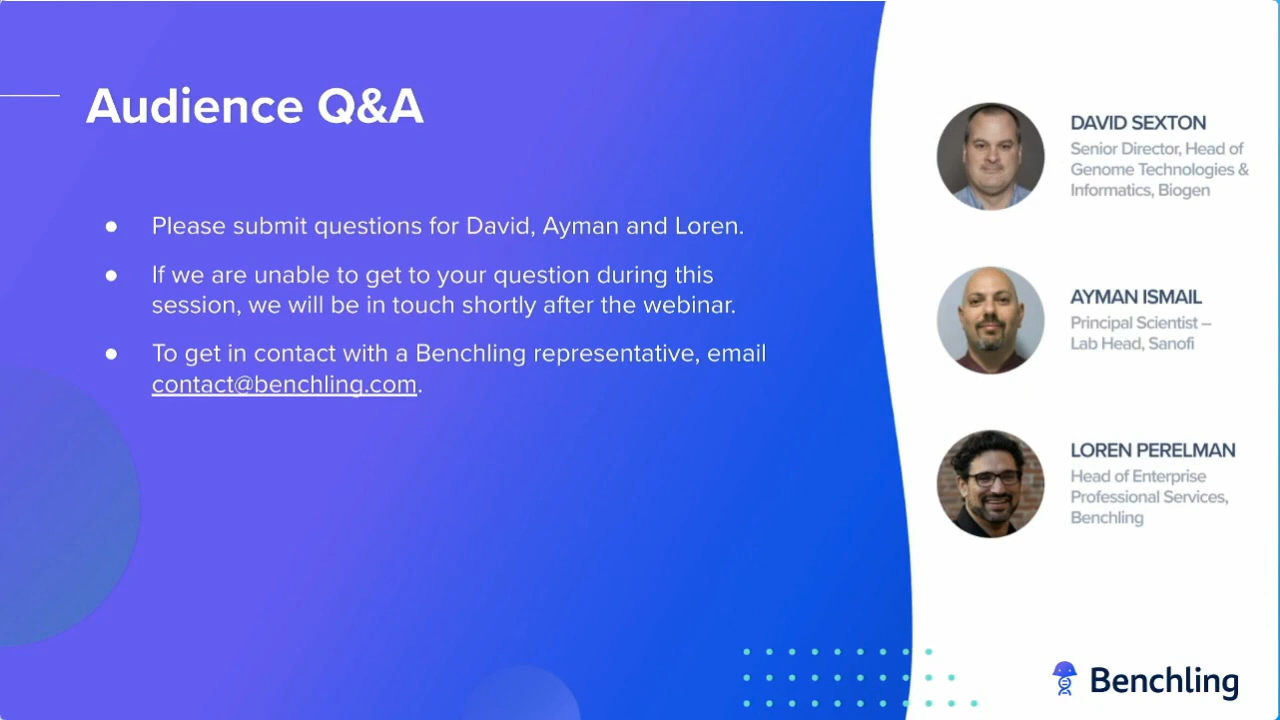 Audience Q&A
● Please submit questions for David, Ayman and Loren.
● If we are unable to get to your question during this
session, we will be in touch shortly after the webinar.
● To get in contact with a Benchling representative, email
contact@benchling.com.
DAVID SEXTON
Senior Director, Head of
Genome Technologies &
Informatics, Biogen
AYMAN ISMAIL
Principal Scientist –
Lab Head, Sanofi
LOREN PERELMAN
Head of Enterprise
Professional Services,
Benchling
Benchling